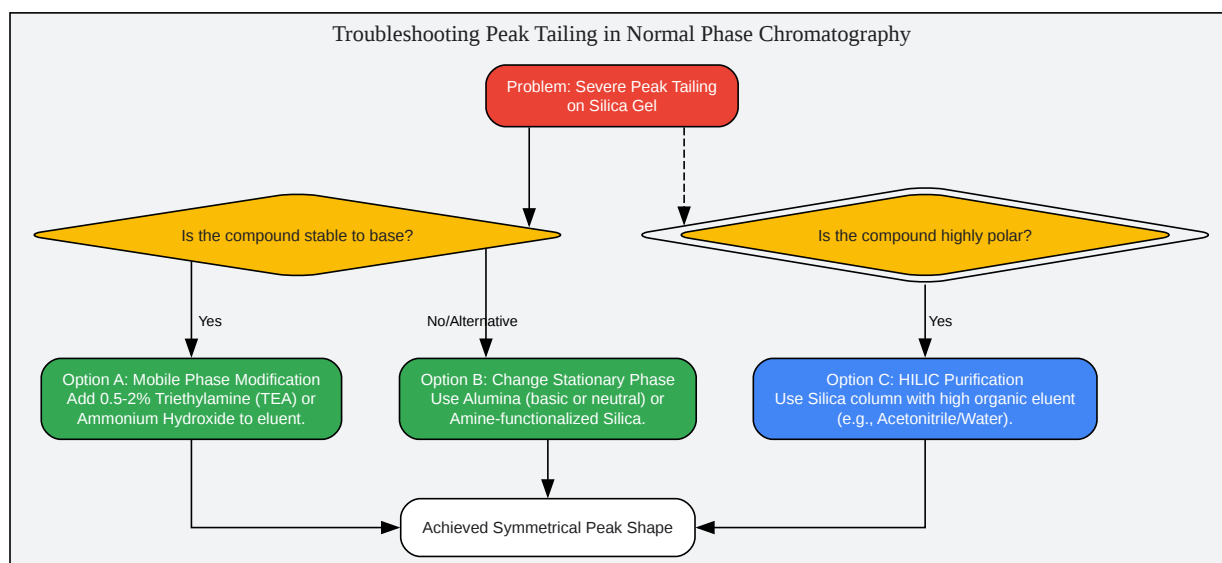 Troubleshooting Peak Tailing in Normal Phase Chromatography
Problem: Severe Peak Tailing
on Silica Gel
Is the compound stable to base?
Is the compound highly polar?
Yes
No/Alternative
Yes
Option A: Mobile Phase Modification
Add 0.5-2% Triethylamine (TEA) or
Ammonium Hydroxide to eluent.
Option B: Change Stationary Phase
Use Alumina (basic or neutral) or
Amine-functionalized Silica.
Option C: HILIC Purification
Use Silica column with high organic eluent
(e.g., Acetonitrile/Water).
Achieved Symmetrical Peak Shape